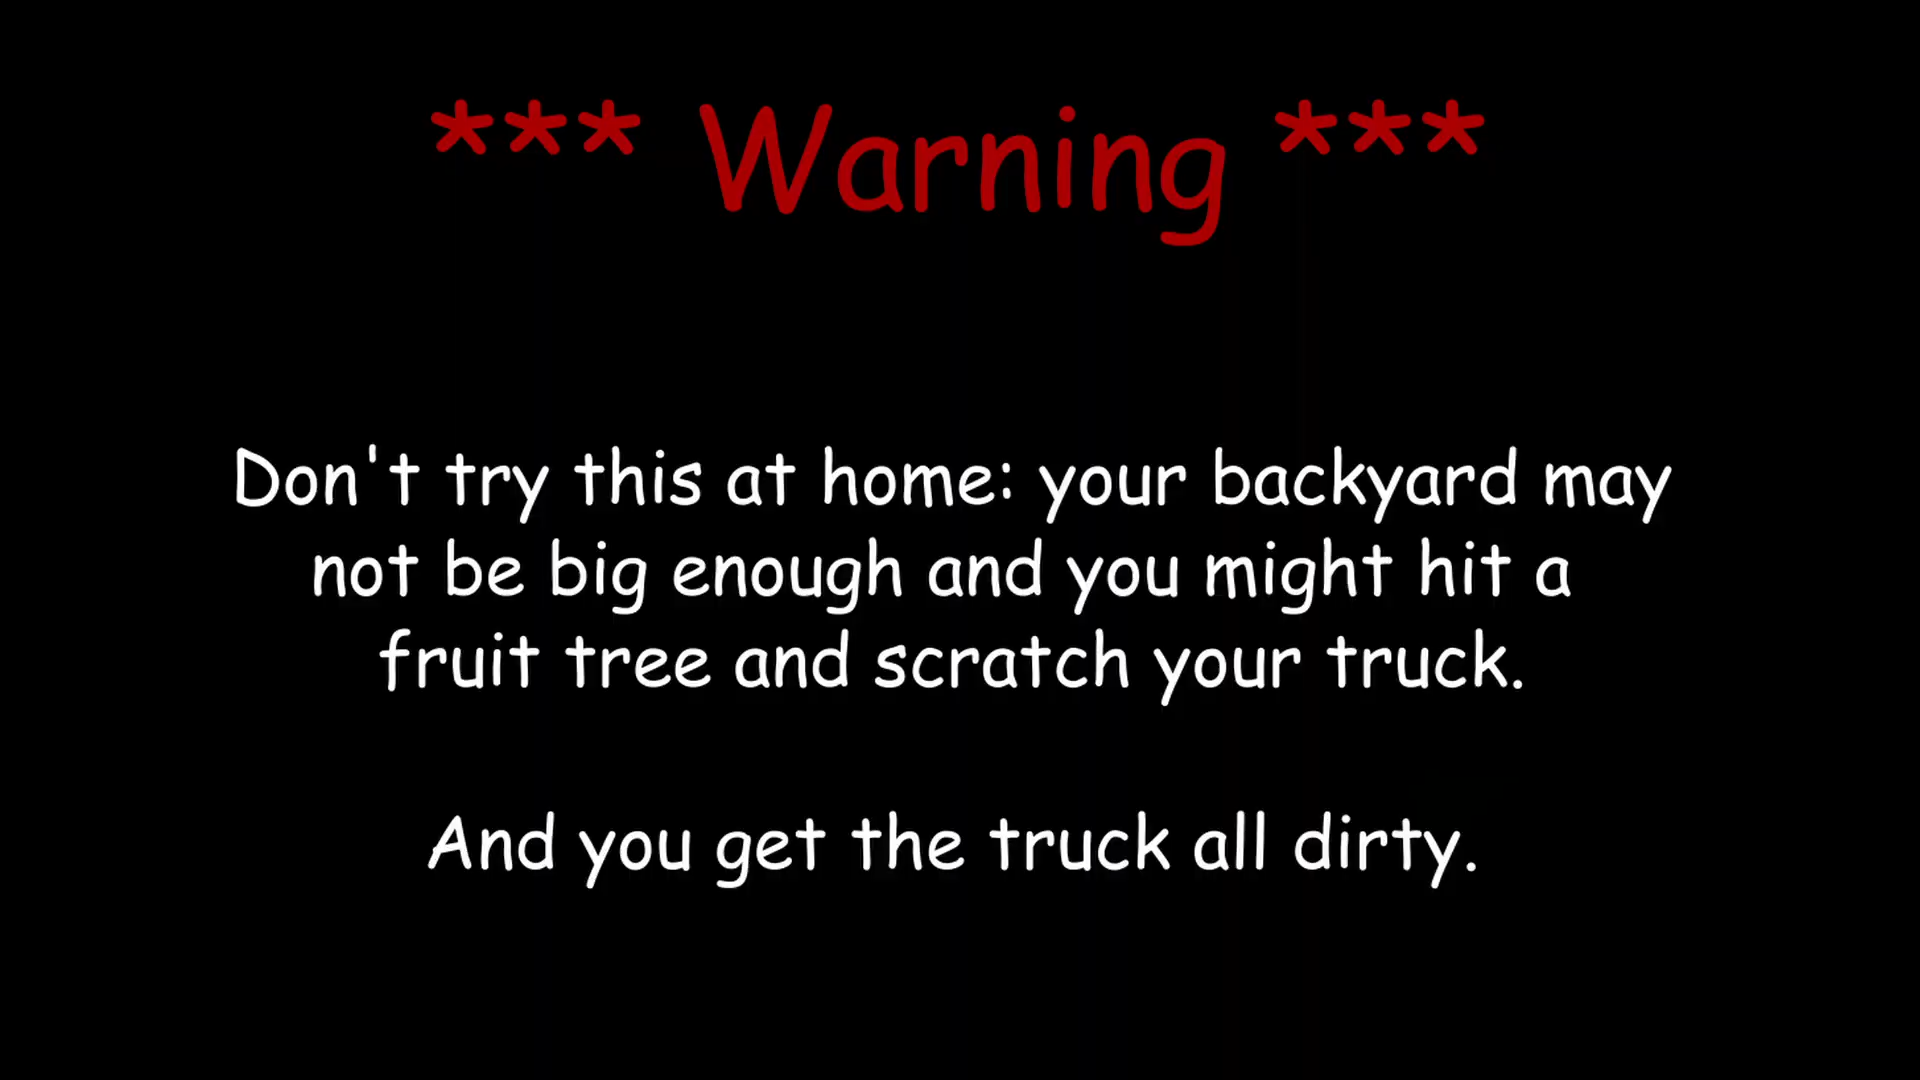 *** Warning ***
Don't try this at home: your backyard may
not be big enough and you might hit a
fruit tree and scratch your truck.
And you get the truck all dirty.